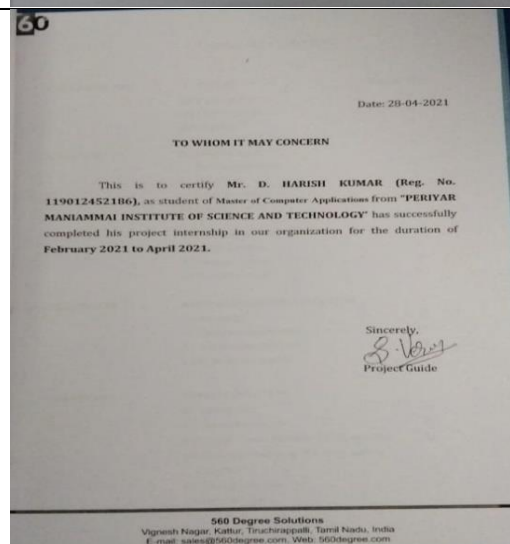 60
Date: 28-04-2021
TO WHOM IT MAY CONCERN
This is to certify Mr. D. HARISH KUMAR (Reg. No.
119012452186), as student of Master of Computer Applications from "PERIYAR
MANIAMMAI INSTITUTE OF SCIENCE AND TECHNOLOGY" has successfully
completed his project internship in our organization for the duration of
February 2021 to April 2021.
Sincerely,
Project Guide
560 Degree Solutions
Vignesh Nagar, Kattur, Tiruchirappalli, Tamil Nadu, India
E-mail: sales@560degree.com, Web: 560degree.com